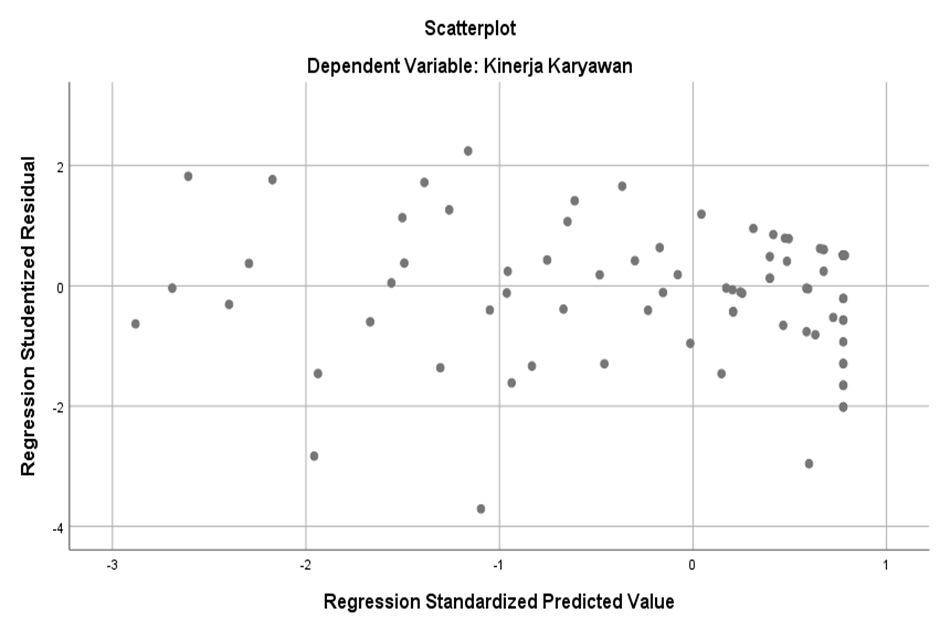 Scatterplot
Dependent Variable: Kinerja Karyawan
Regression Studentized Residual
2
0
-2
-4
-3
-2
-1
0
1
Regression Standardized Predicted Value